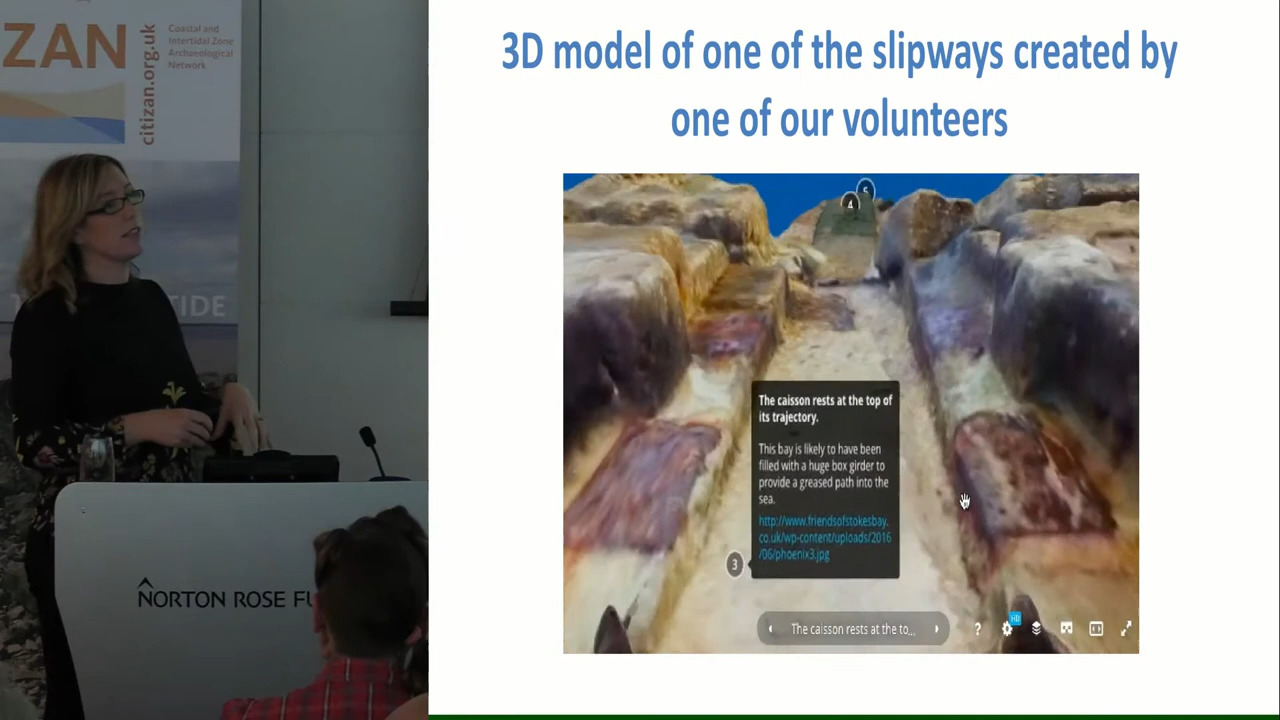 ZAN
citizan.org.uk
Coastal and
Intertidal Zone
Archaeological
Network
TIDE
NORTON ROSE FU
3D model of one of the slipways created by
one of our volunteers
5
4
The caisson rests at the top of
its trajectory.
This bay is likely to have been
filled with a huge box girder to
provide a greased path into the
sea.
http://www.friendsofstokesbay.
co.uk/wp-content/uploads/2016
/06/phoenix3.jpg
3
The caisson rests at the to...
?
HD